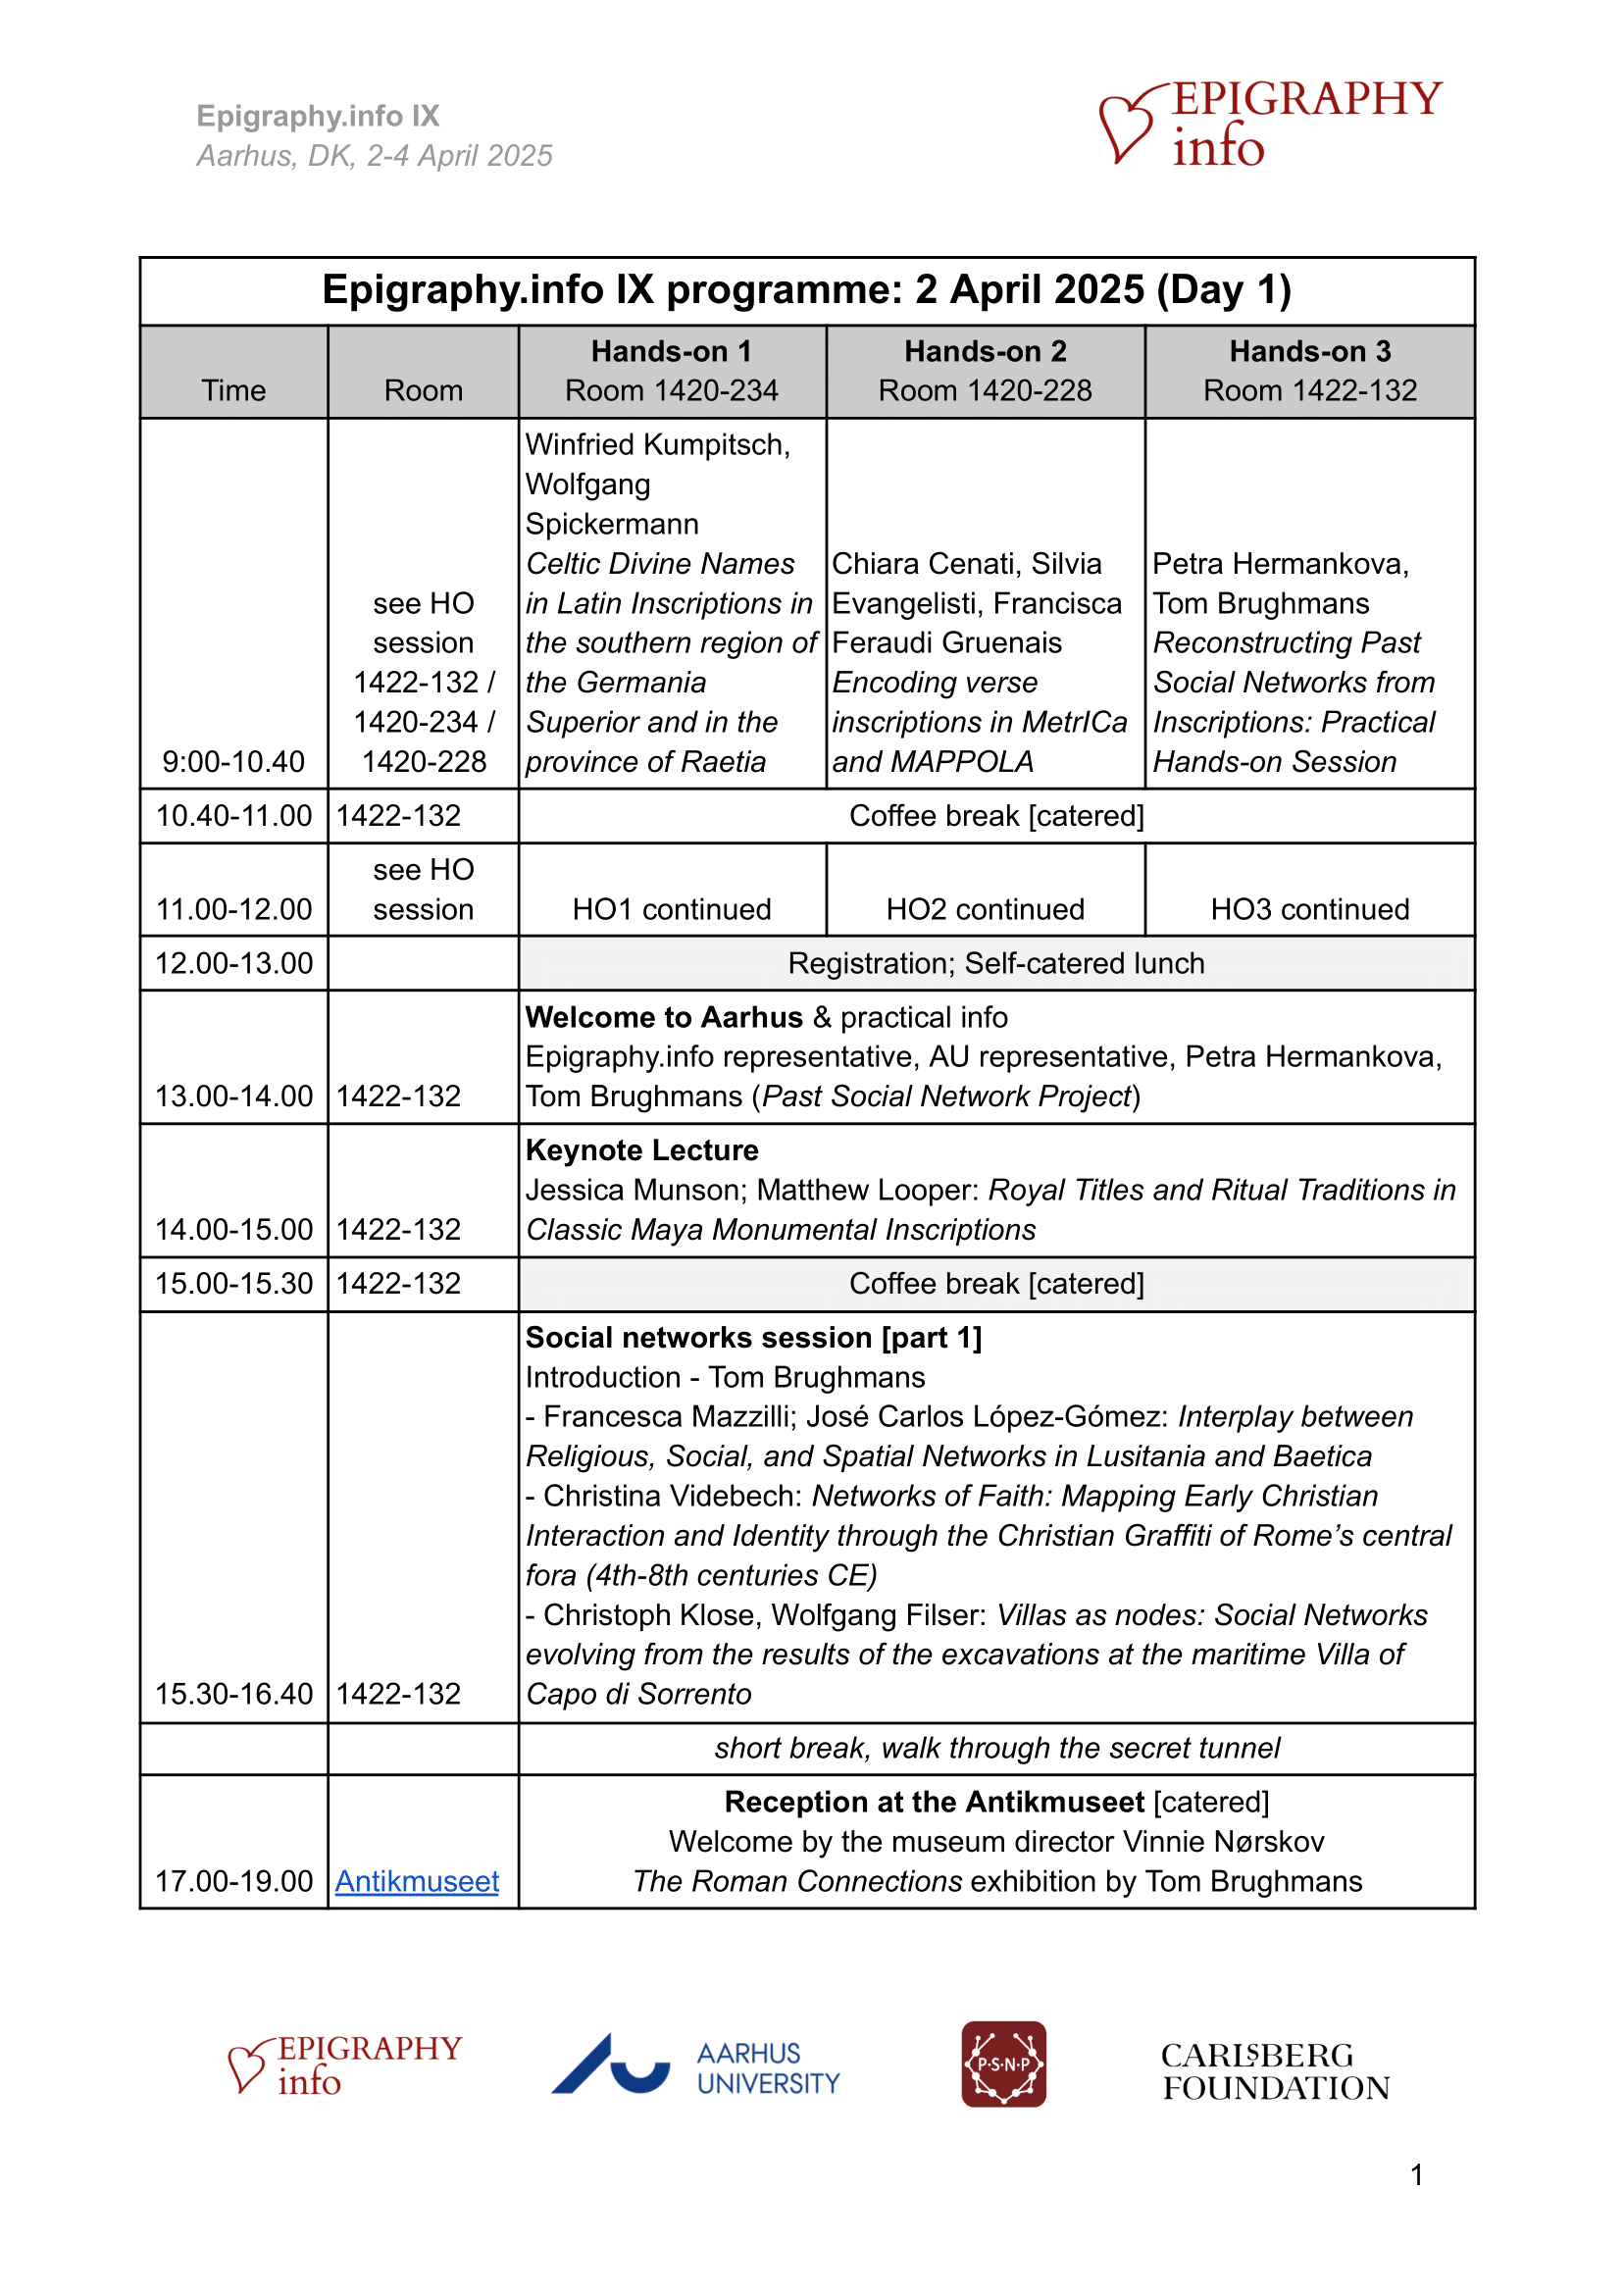 Epigraphy.info IX
Aarhus, DK, 2-4 April 2025
EPIGRAPHY
info
Epigraphy.info IX programme: 2 April 2025 (Day 1)
Time
Room
Hands-on 1
Room 1420-234
Hands-on 2
Room 1420-228
Hands-on 3
Room 1422-132
9:00-10.40
see HO
session
1422-132 /
1420-234 /
1420-228
Winfried Kumpitsch,
Wolfgang
Spickermann
Celtic Divine Names
in Latin Inscriptions in
the southern region of
the Germania
Superior and in the
province of Raetia
Chiara Cenati, Silvia
Evangelisti, Francisca
Feraudi Gruenais
Encoding verse
inscriptions in MetrICa
and MAPPOLA
Petra Hermankova,
Tom Brughmans
Reconstructing Past
Social Networks from
Inscriptions: Practical
Hands-on Session
10.40-11.00
1422-132
Coffee break [catered]
11.00-12.00
see HO
session
HO1 continued
HO2 continued
HO3 continued
12.00-13.00
Registration; Self-catered lunch
13.00-14.00
1422-132
Welcome to Aarhus & practical info
Epigraphy.info representative, AU representative, Petra Hermankova,
Tom Brughmans (Past Social Network Project)
14.00-15.00
1422-132
Keynote Lecture
Jessica Munson; Matthew Looper: Royal Titles and Ritual Traditions in
Classic Maya Monumental Inscriptions
15.00-15.30
1422-132
Coffee break [catered]
15.30-16.40
1422-132
Social networks session [part 1]
Introduction - Tom Brughmans
- Francesca Mazzilli; José Carlos López-Gómez: Interplay between
Religious, Social, and Spatial Networks in Lusitania and Baetica
- Christina Videbech: Networks of Faith: Mapping Early Christian
Interaction and Identity through the Christian Graffiti of Rome’s central
fora (4th-8th centuries CE)
- Christoph Klose, Wolfgang Filser: Villas as nodes: Social Networks
evolving from the results of the excavations at the maritime Villa of
Capo di Sorrento
short break, walk through the secret tunnel
17.00-19.00
Antikmuseet
Reception at the Antikmuseet [catered]
Welcome by the museum director Vinnie Nørskov
The Roman Connections exhibition by Tom Brughmans
EPIGRAPHY
info
AARHUS
UNIVERSITY
P·S·N·P
CARLSBERG
FOUNDATION
1